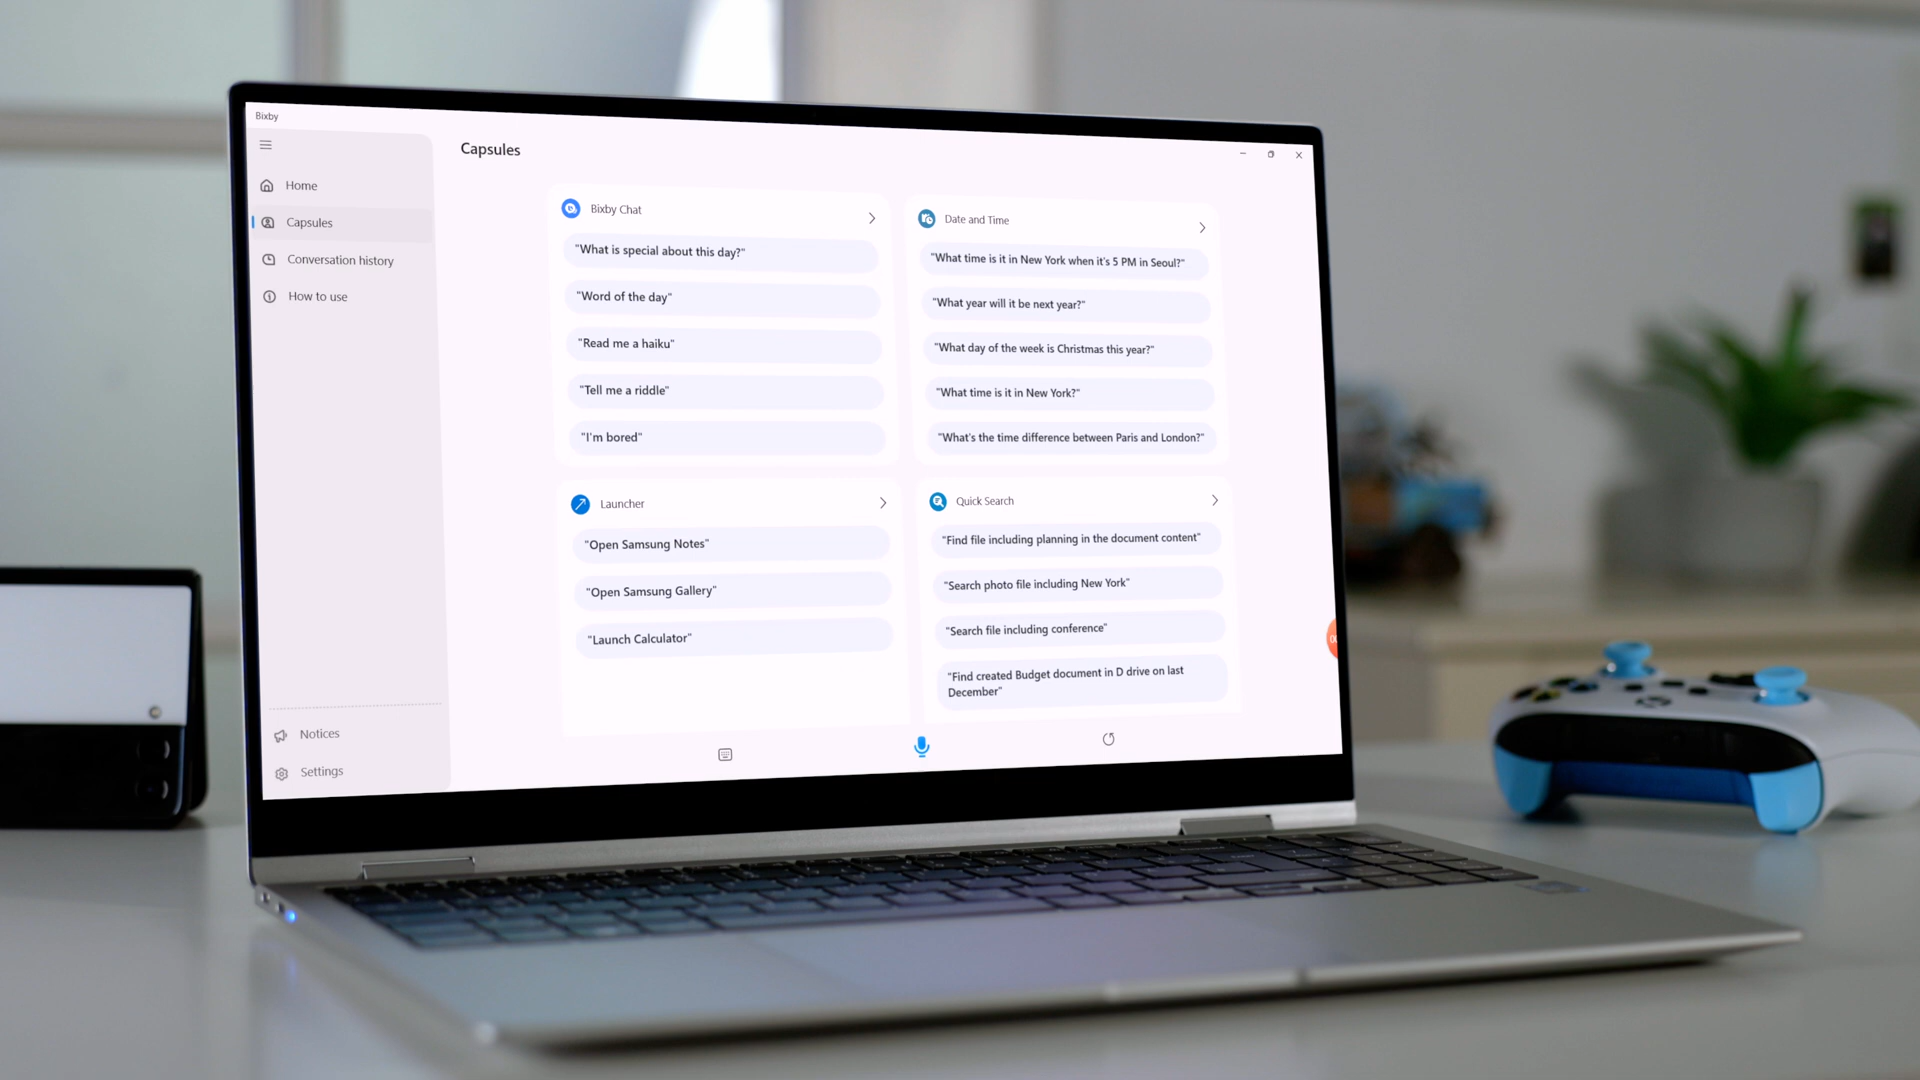 Bixby
Capsules
Home
Capsules
Conversation history
How to use
Notices
Settings
Bixby Chat
"What is special about this day?"
"Word of the day"
"Read me a haiku"
"Tell me a riddle"
"I'm bored"
Date and Time
"What time is it in New York when it's 5 PM in Seoul?"
"What year will it be next year?"
"What day of the week is Christmas this year?"
"What time is it in New York?"
"What's the time difference between Paris and London?"
Launcher
"Open Samsung Notes"
"Open Samsung Gallery"
"Launch Calculator"
Quick Search
"Find file including planning in the document content"
"Search photo file including New York"
"Search file including conference"
"Find created Budget document in D drive on last
December"